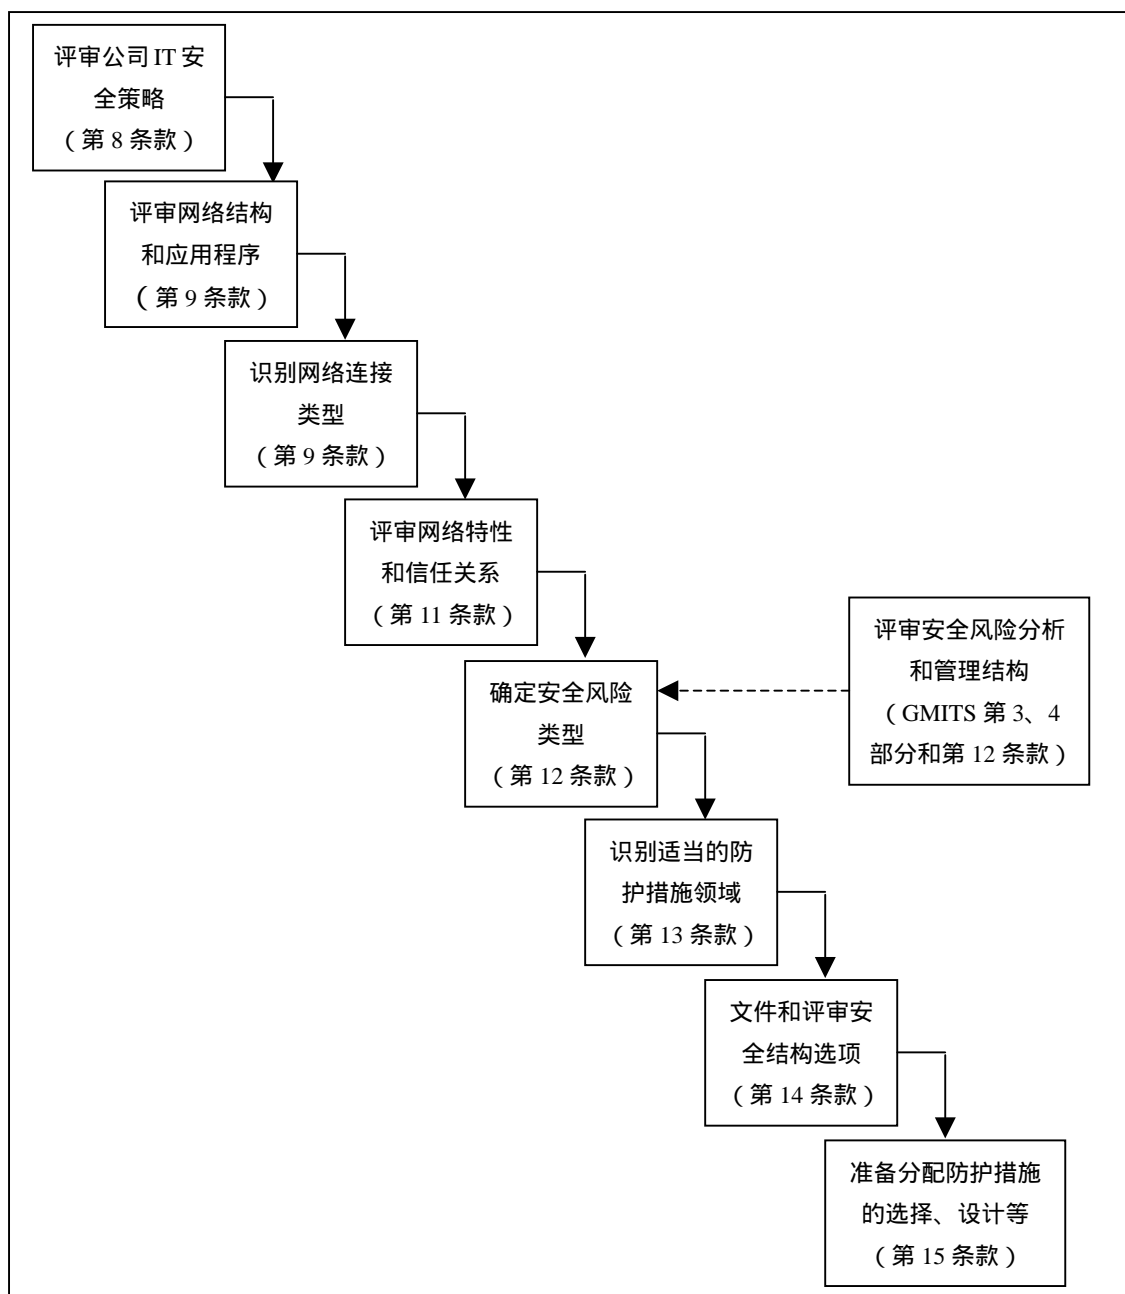 评审公司 IT 安
全策略
（第 8 条款）
评审网络结构
和应用程序
（第 9 条款）
识别网络连接
类型
（第 9 条款）
评审网络特性
和信任关系
（第 11 条款）
评审安全风险分析
和管理结构
（GMITS 第 3、4
部分和第 12 条款）
确定安全风险
类型
（第 12 条款）
识别适当的防
护措施领域
（第 13 条款）
文件和评审安
全结构选项
（第 14 条款）
准备分配防护措施
的选择、设计等
（第 15 条款）